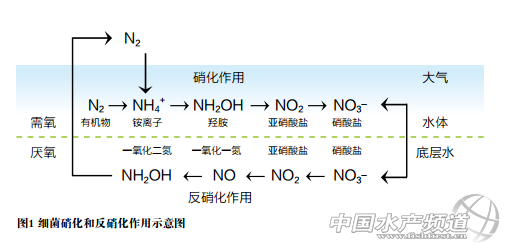 N₂
硝化作用 大气
N₂ NH₄⁺ NH₂OH NO₂ NO₃–
需氧 有机物 铵离子 羟胺 亚硝酸盐 硝酸盐 水体
厌氧 一氧化二氮 一氧化一氮 亚硝酸盐 硝酸盐 底层水
NH₂OH NO NO₂ NO₃–
反硝化作用
图1 细菌硝化和反硝化作用示意图
中国水产频道
www.fishfirst.cn